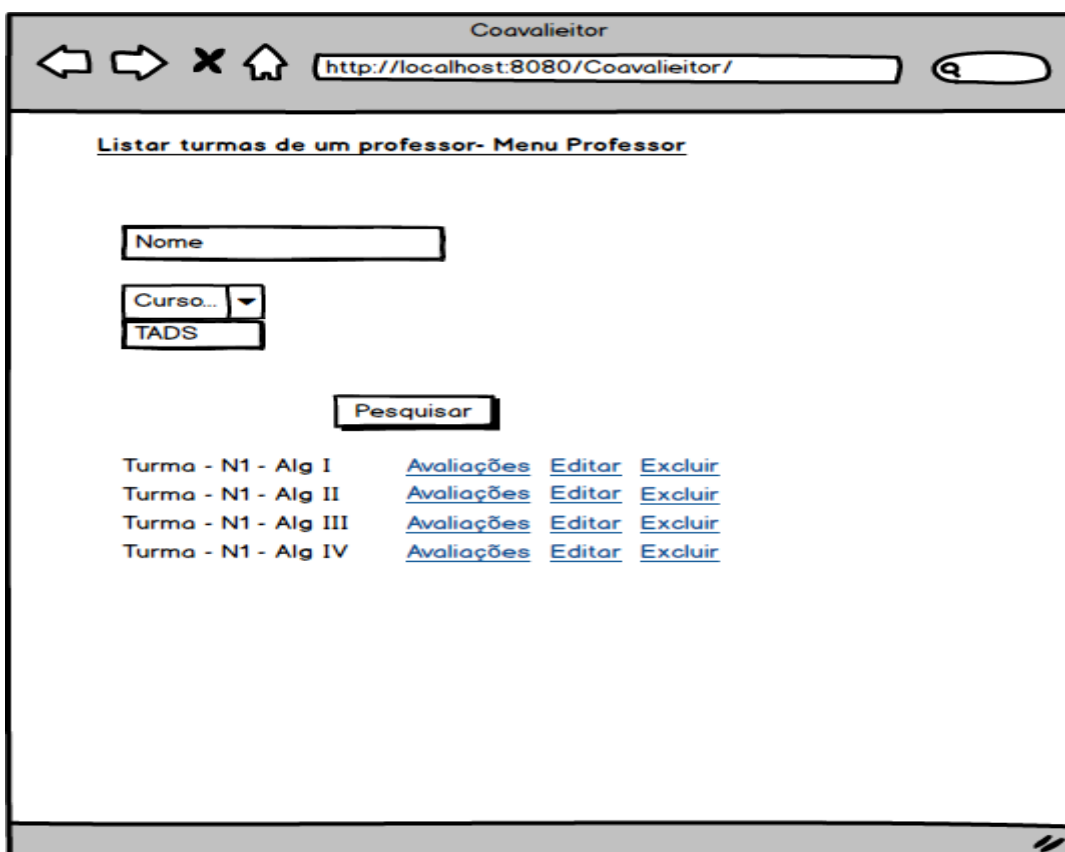 Coavalieitor
http://localhost:8080/Coavalieitor/
Listar turmas de um professor- Menu Professor
Nome
Curso...
TADS
Pesquisar
Turma - N1 - Alg I Avaliações Editar Excluir
Turma - N1 - Alg II Avaliações Editar Excluir
Turma - N1 - Alg III Avaliações Editar Excluir
Turma - N1 - Alg IV Avaliações Editar Excluir